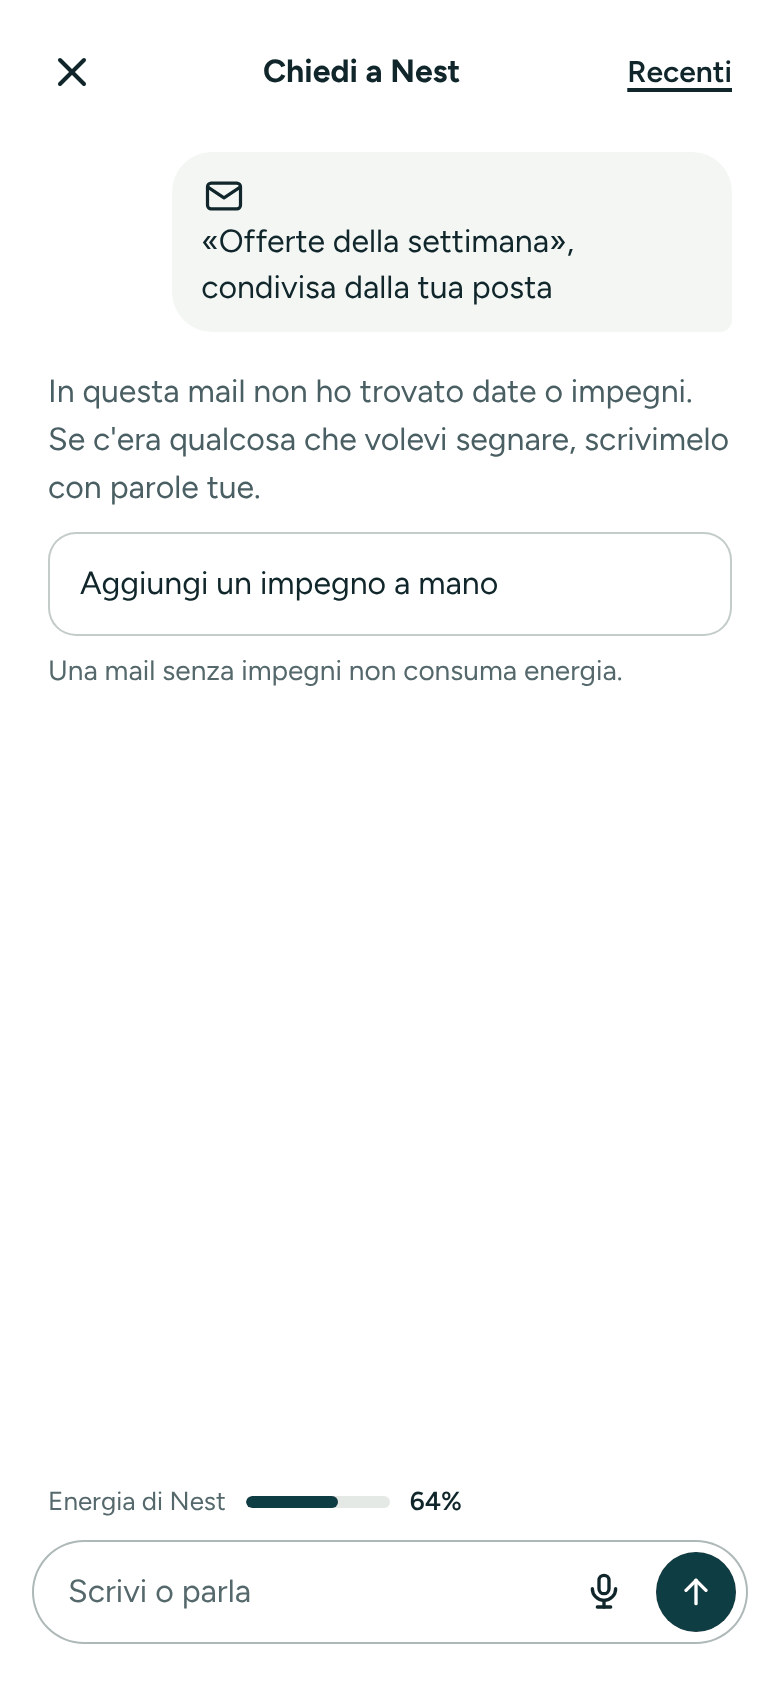 Chiedi a Nest
Recenti
«Offerte della settimana»,
condivisa dalla tua posta
In questa mail non ho trovato date o impegni.
Se c'era qualcosa che volevi segnare, scrivimelo
con parole tue.
Aggiungi un impegno a mano
Una mail senza impegni non consuma energia.
Energia di Nest 64%
Scrivi o parla